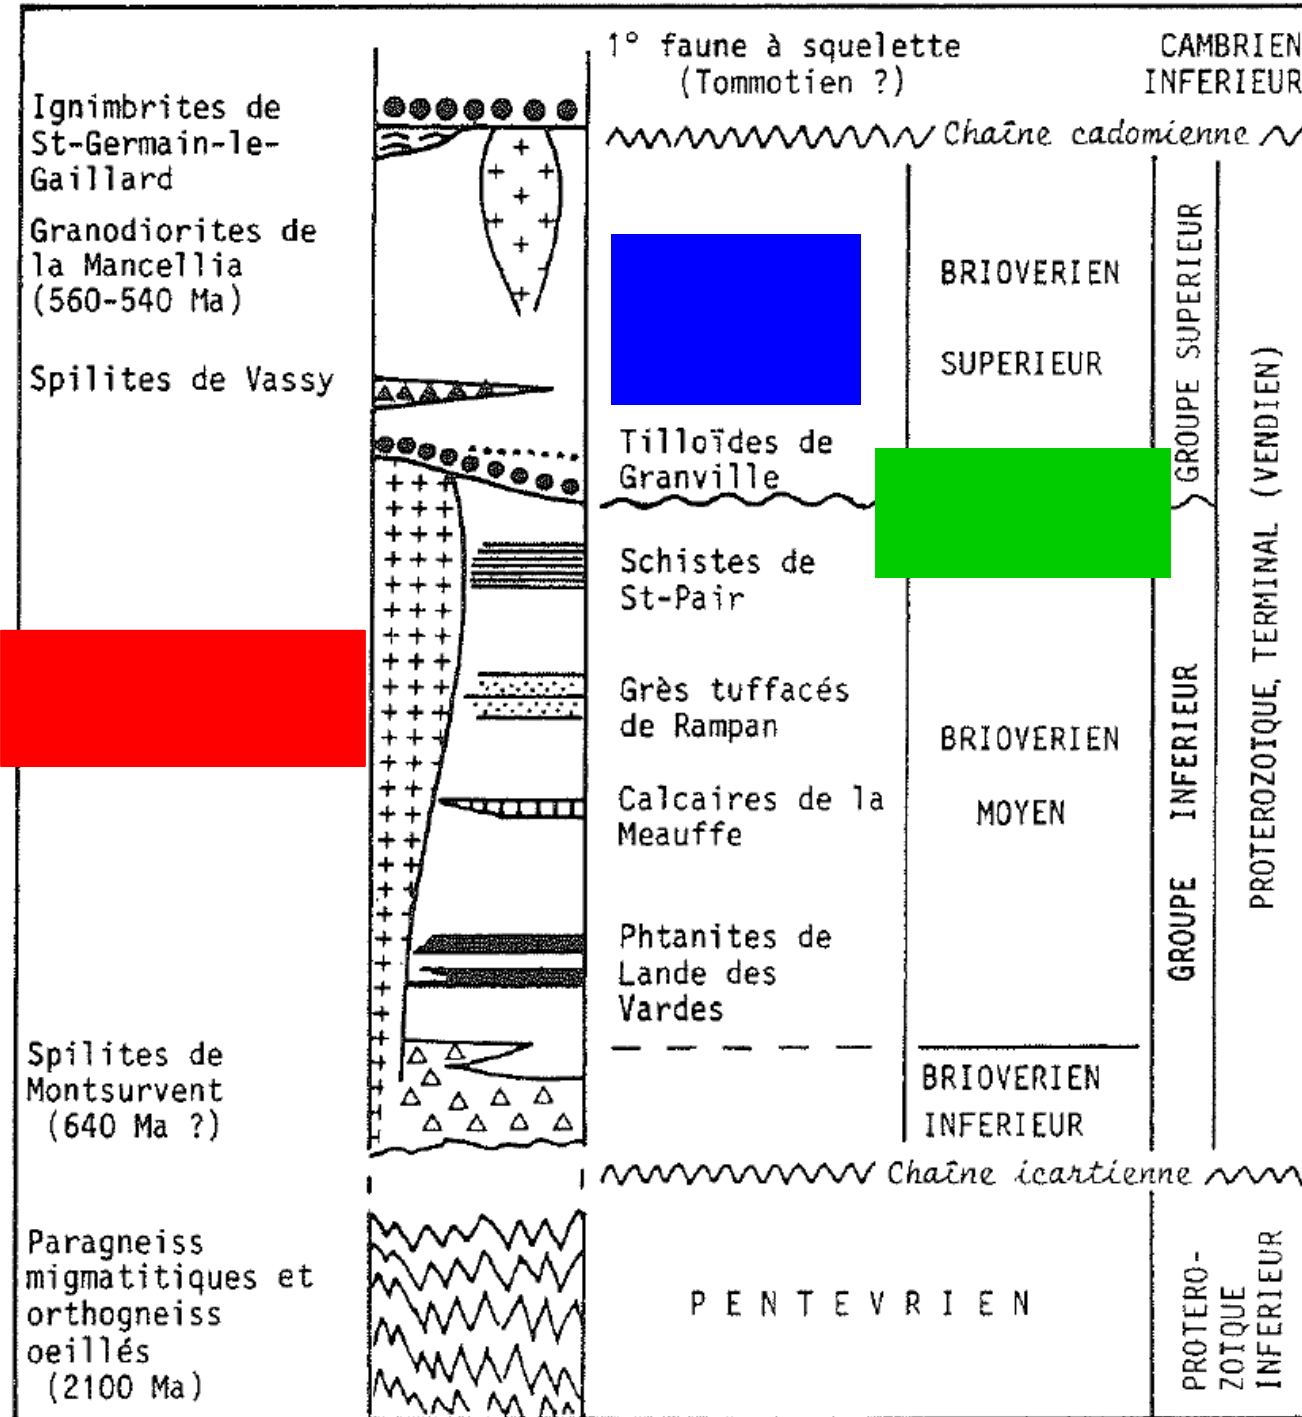 1° faune à squelette
(Tommotien ?)
CAMBRIEN
INFERIEUR
Ignimbrites de
St-Germain-le-
Gaillard
Chaîne cadomienne
Granodiorites de
la Mancellia
(560-540 Ma)
Spilites de Vassy
BRIOVERIEN
SUPERIEUR
GROUPE SUPERIEUR
PROTEROZOIQUE, TERMINAL (VENDIEN)
Tilloïdes de
Granville
Schistes de
St-Pair
Grès tuffacés
de Rampan
Calcaires de la
Meauffe
Phtanites de
Lande des
Vardes
BRIOVERIEN
MOYEN
GROUPE INFERIEUR
Spilites de
Montsurvent
(640 Ma ?)
BRIOVERIEN
INFERIEUR
Chaîne icartienne
Paragneiss
migmatitiques et
orthogneiss
oeillés
(2100 Ma)
PENTEVRIEN
PROTERO-
ZOIQUE
INFERIEUR